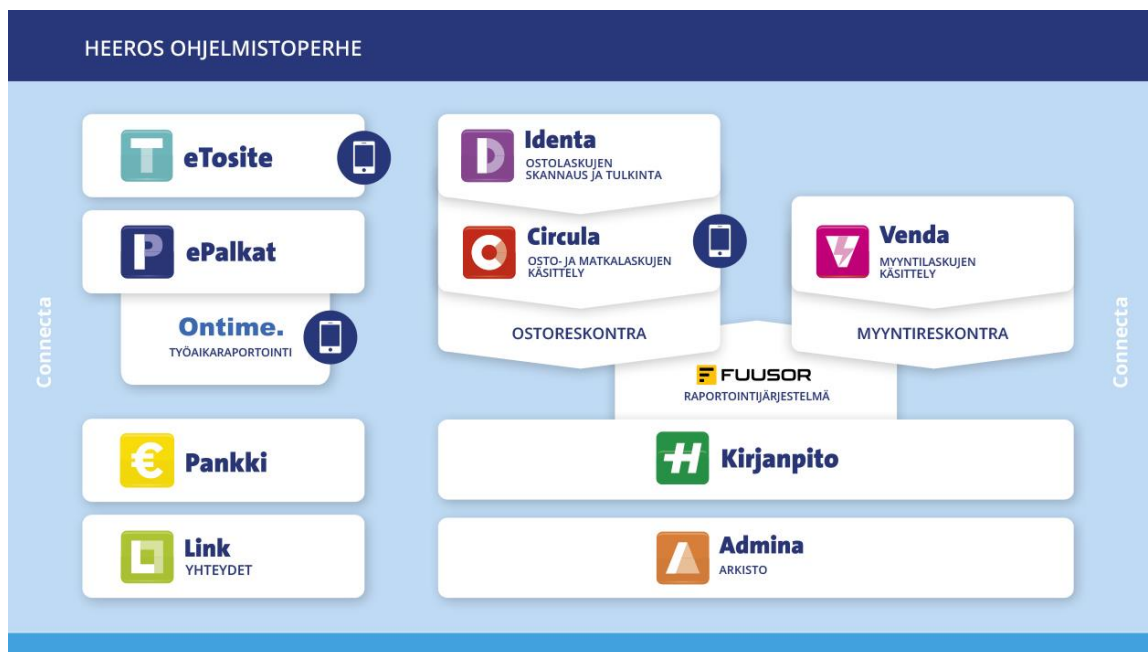 HEEROS OHJELMISTOPERHE
eTosite
ePalkat
Ontime.
TYÖAIKARAPORTOINTI
Pankki
Link
YHTEYDET
Identa
OSTOLASKUJEN
SKANNAUS JA TULKINTA
Circula
OSTO- JA MATKALASKUJEN
KÄSITTELY
OSTORESKONTRA
Venda
MYYNTILASKUJEN
KÄSITTELY
MYYNTIRESKONTRA
FUUSOR
RAPORTOINTIJÄRJESTELMÄ
Kirjanpito
Admina
ARKISTO
Connecta
Connecta